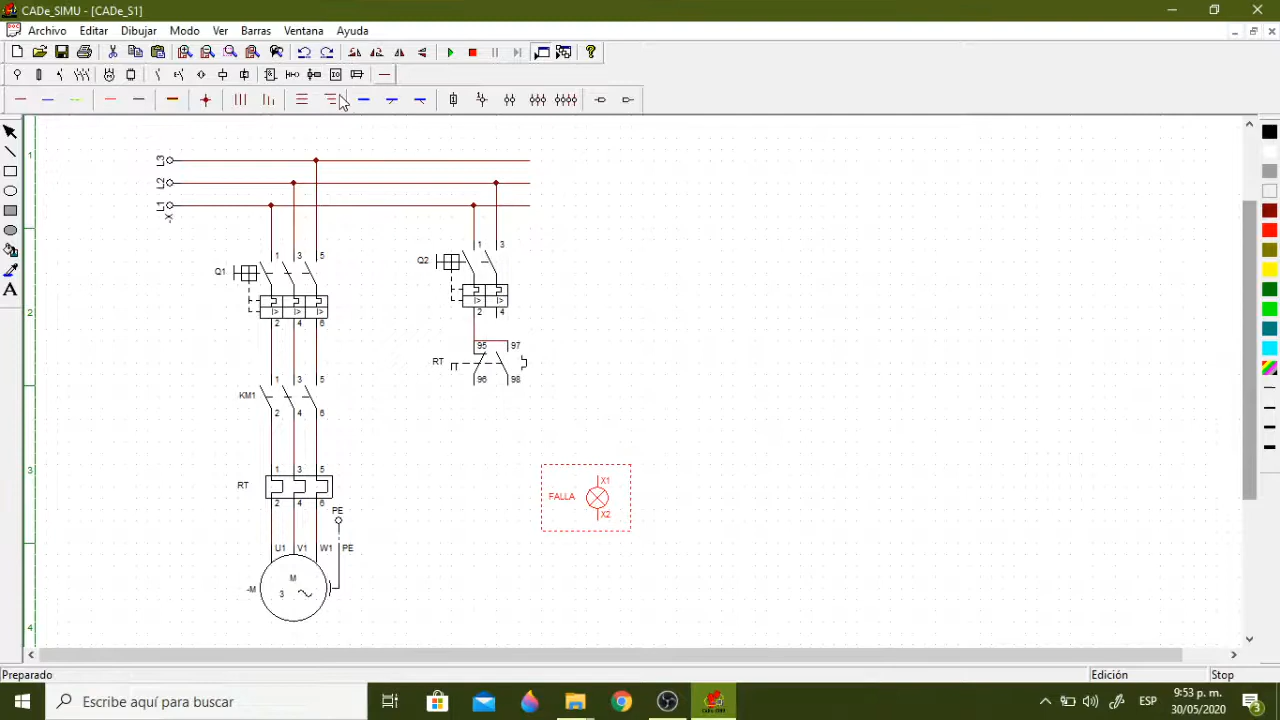 CADe_SIMU - [CADe_S1]
Archivo Editar Dibujar Modo Ver Barras Ventana Ayuda
1
2
3
4
L3
L2
L1
-X
Q1
1 3 5
I> I> I>
2 4 6
Q2
1 3
I> I>
2 4
RT
95 97
96 98
KM1
1 3 5
2 4 6
RT
1 3 5
2 4 6
PE
U1 V1 W1 PE
-M
M
3
FALLA
X1
X2
Preparado
Edición
Stop
Escribe aquí para buscar
ESP
9:53 p. m.
30/05/2020
3